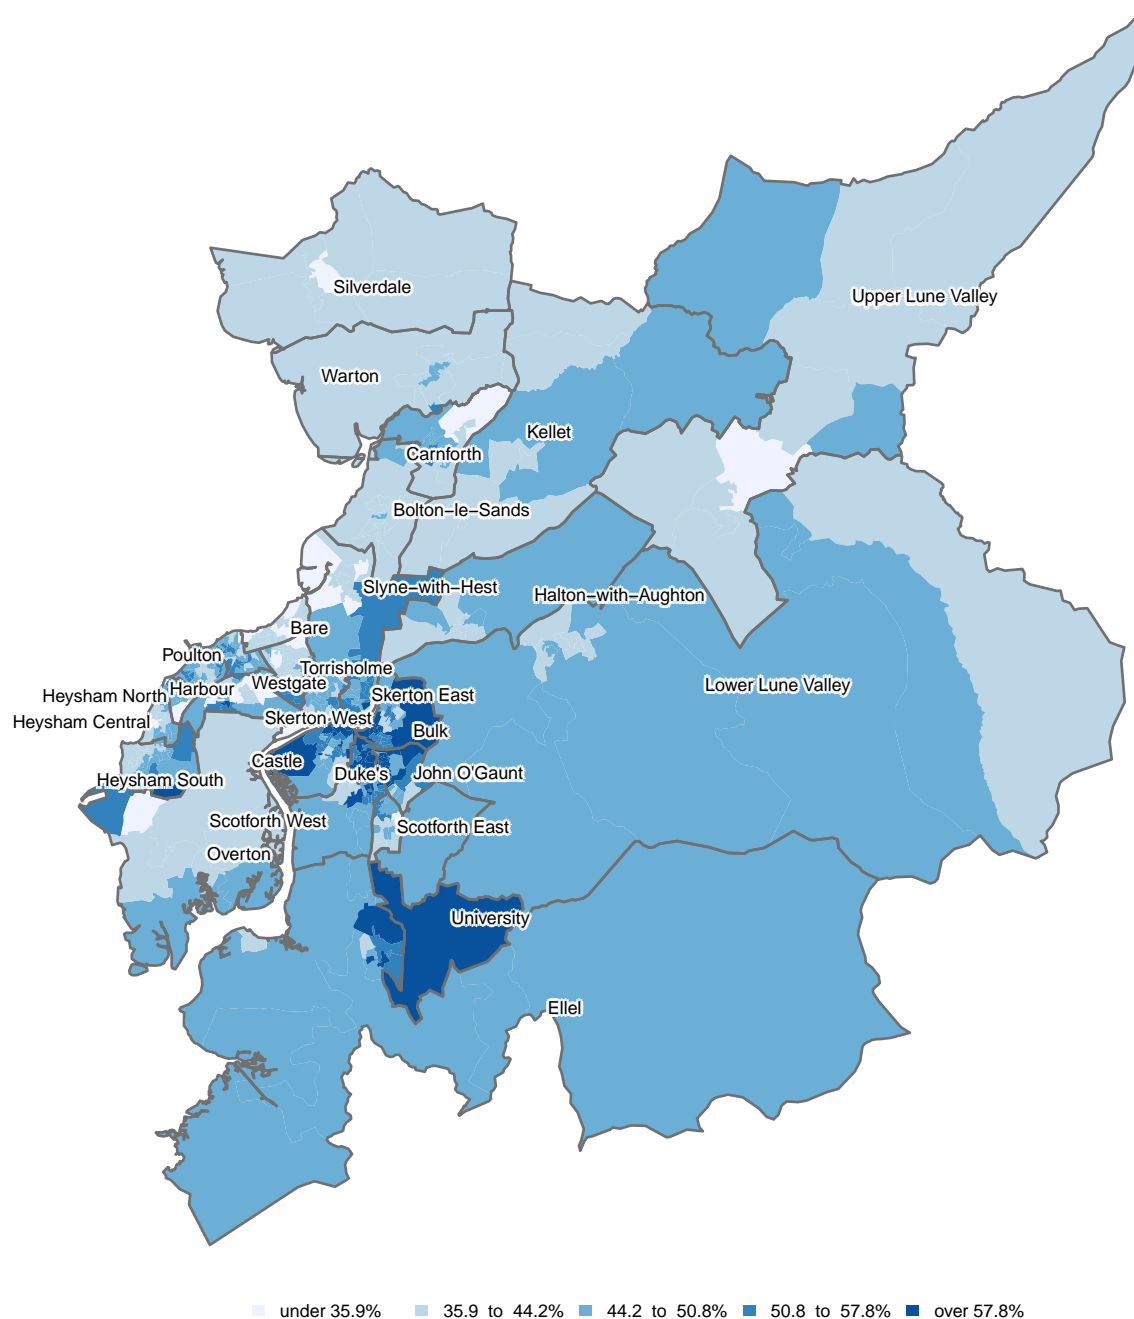 Silverdale
Upper Lune Valley
Warton
Kellet
Carnforth
Bolton−le−Sands
Slyne−with−Hest
Halton−with−Aughton
Bare
Poulton
Torrisholme
Westgate
Lower Lune Valley
Harbour
Heysham North
Skerton East
Heysham Central
Skerton West
Bulk
Castle
Duke's
John O'Gaunt
Heysham South
Scotforth West
Scotforth East
Overton
University
Ellel
under 35.9% 35.9 to 44.2% 44.2 to 50.8% 50.8 to 57.8% over 57.8%